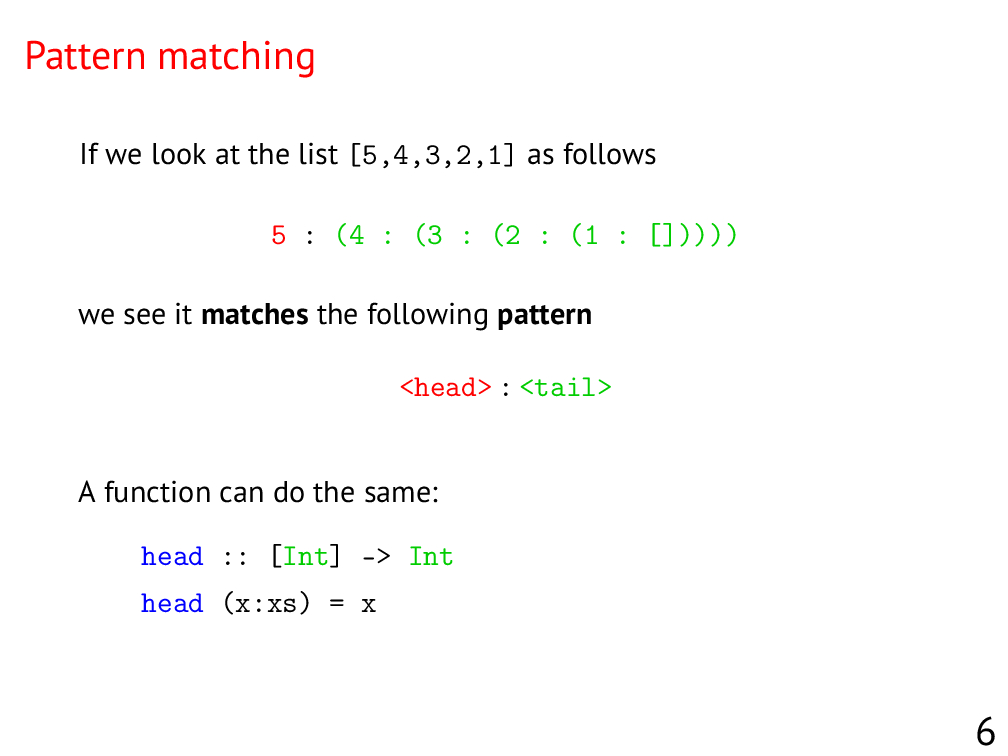 Pattern matching
If we look at the list [5,4,3,2,1] as follows
5 : (4 : (3 : (2 : (1 : []))))
we see it matches the following pattern
<head> : <tail>
A function can do the same:
head :: [Int] -> Int
head (x:xs) = x
6